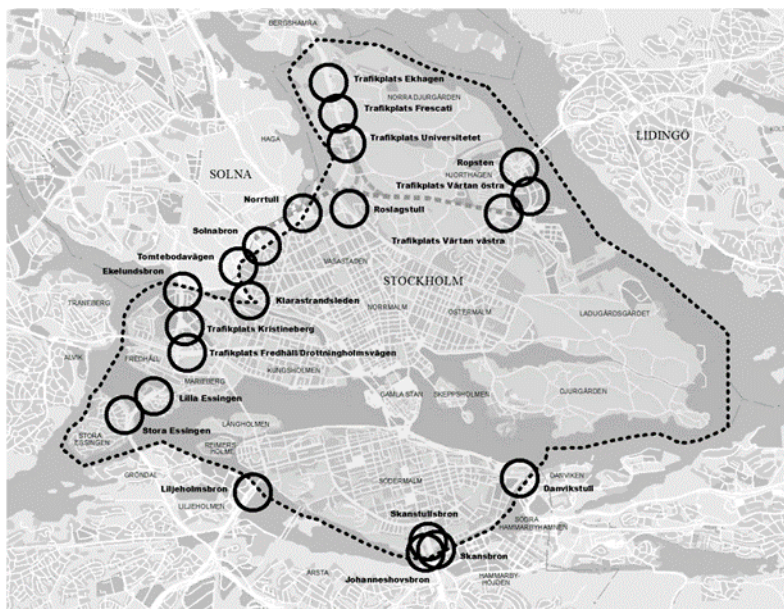 BERGSHAMRA
Trafikplats Ekhagen
NORRA DJURGÅRDEN
Trafikplats Frescati
HAGA
Trafikplats Universitetet
LIDINGÖ
SOLNA
Ropsten
HJORTHAGEN
Trafikplats Värtan östra
Norrtull
Roslagstull
Solnabron
Trafikplats Värtan västra
Tomtebodavägen
VASASTADEN
Ekelundsbron
STOCKHOLM
TRANEBERG
Klarastrandsleden
NORRMALM
ÖSTERMALM
LADUGÅRDSGÄRDET
Trafikplats Kristineberg
ALVIK
FREDHÄLL
Trafikplats Fredhäll/Drottningholmsvägen
KUNGSHOLMEN
MARIEBERG
GAMLA STAN
SKEPPSHOLMEN
DJURGÅRDEN
Lilla Essingen
LÅNGHOLMEN
Stora Essingen
STORA
ESSINGEN
REIMERS
HOLME
GRÖNDAL
SÖDERMALM
DANVIKEN
Liljeholmsbron
Danvikstull
LILJEHOLMEN
Skanstullsbron
SÖDRA
HAMMARBYHAMNEN
Skansbron
ÅRSTA
Johanneshovsbron
HAMMARBY-
HÖJDEN